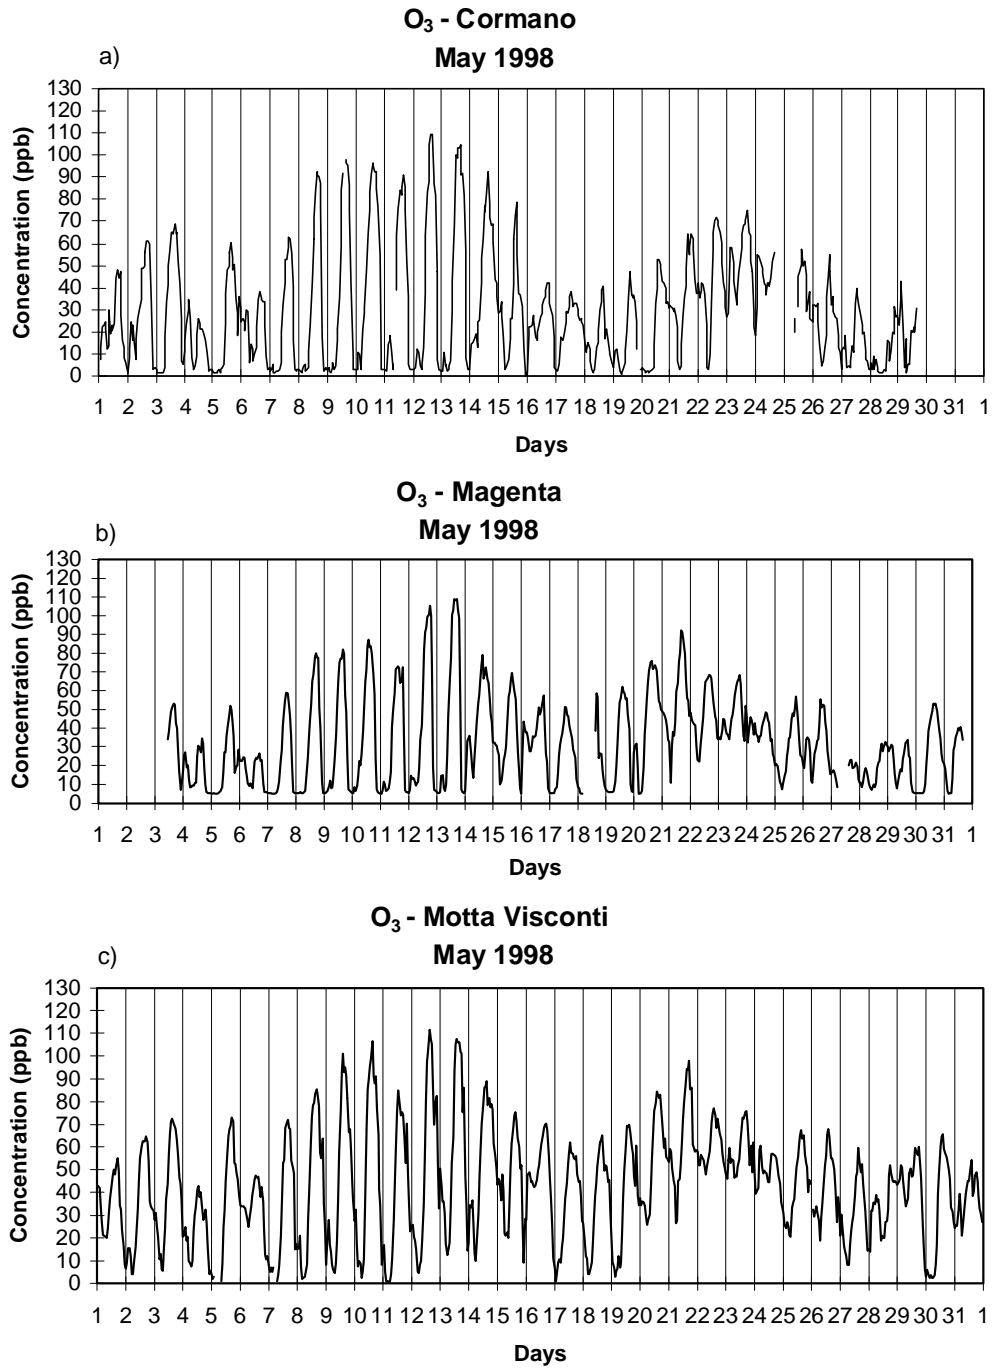 O₃ - Cormano
May 1998
a)
130
120
110
100
90
80
70
60
50
40
30
20
10
0
Concentration (ppb)
1 2 3 4 5 6 7 8 9 10 11 12 13 14 15 16 17 18 19 20 21 22 23 24 25 26 27 28 29 30 31 1
Days
O₃ - Magenta
May 1998
b)
130
120
110
100
90
80
70
60
50
40
30
20
10
0
Concentration (ppb)
1 2 3 4 5 6 7 8 9 10 11 12 13 14 15 16 17 18 19 20 21 22 23 24 25 26 27 28 29 30 31 1
Days
O₃ - Motta Visconti
May 1998
c)
130
120
110
100
90
80
70
60
50
40
30
20
10
0
Concentration (ppb)
1 2 3 4 5 6 7 8 9 10 11 12 13 14 15 16 17 18 19 20 21 22 23 24 25 26 27 28 29 30 31 1
Days